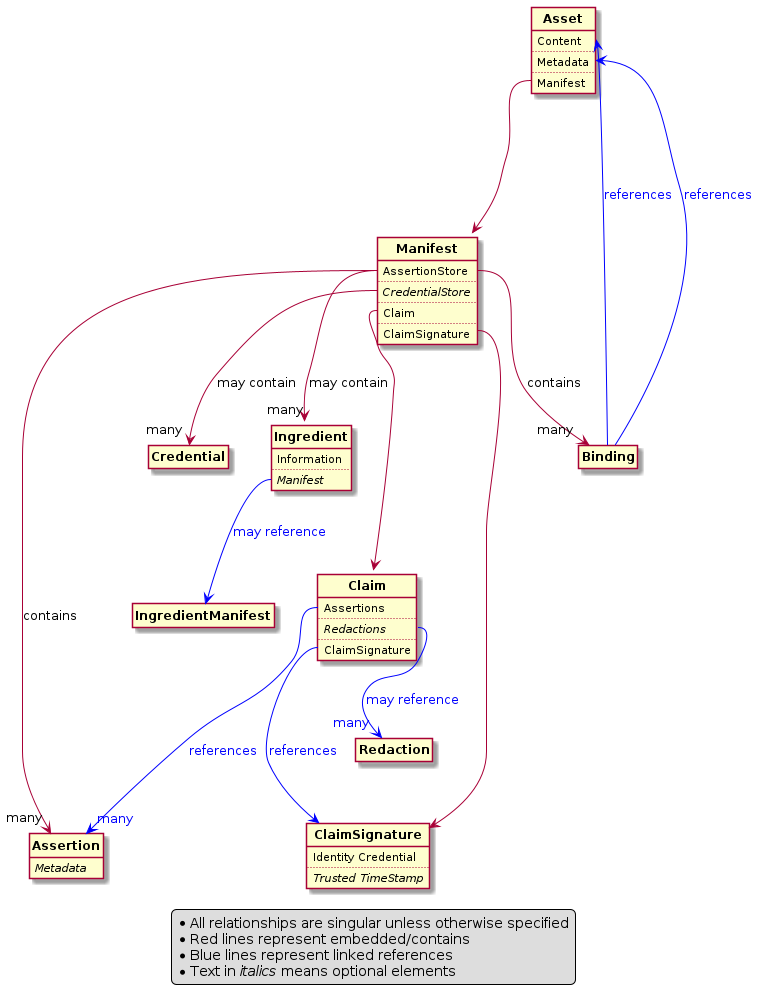 Asset
Content
Metadata
Manifest
references
references
Manifest
AssertionStore
CredentialStore
Claim
ClaimSignature
may contain
may contain
contains
many
many
many
Credential
Ingredient
Information
Manifest
Binding
may reference
IngredientManifest
Claim
Assertions
Redactions
ClaimSignature
contains
may reference
many
Redaction
references
references
many
many
Assertion
Metadata
ClaimSignature
Identity Credential
Trusted TimeStamp
• All relationships are singular unless otherwise specified
• Red lines represent embedded/contains
• Blue lines represent linked references
• Text in italics means optional elements